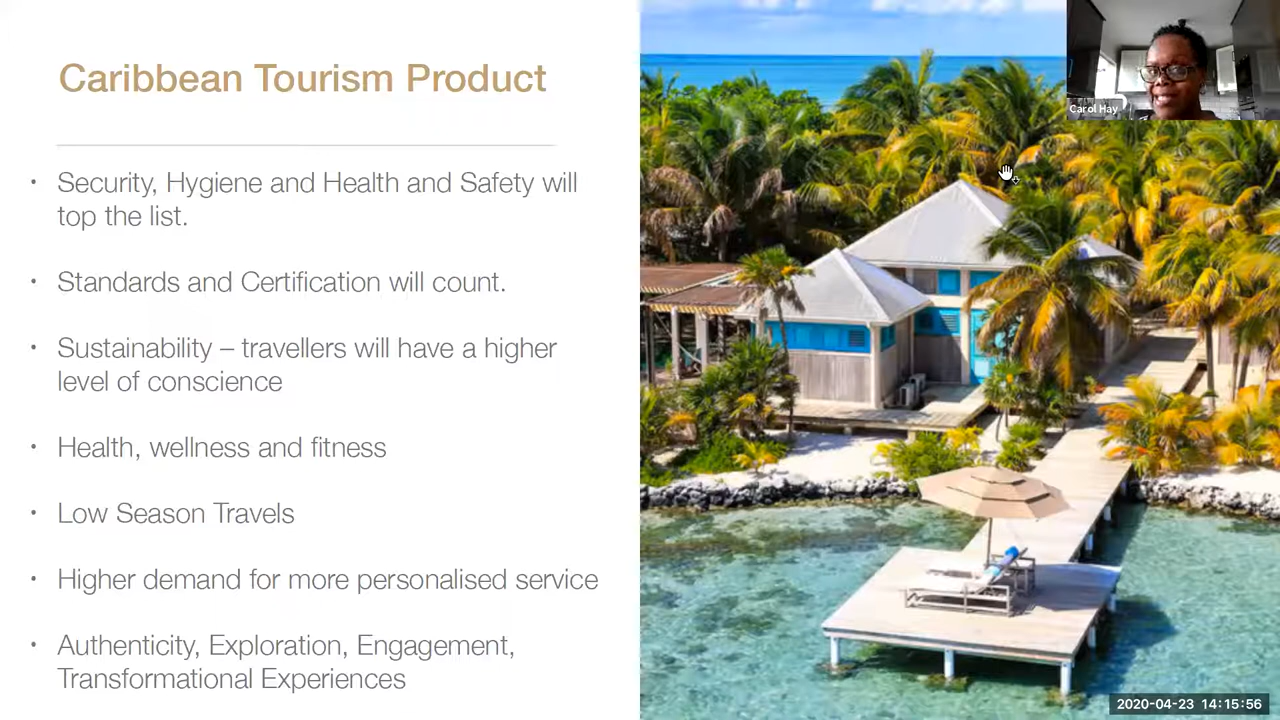 Caribbean Tourism Product
• Security, Hygiene and Health and Safety will
top the list.
• Standards and Certification will count.
• Sustainability – travellers will have a higher
level of conscience
• Health, wellness and fitness
• Low Season Travels
• Higher demand for more personalised service
• Authenticity, Exploration, Engagement,
Transformational Experiences
Carol Hay
2020-04-23 14:15:56